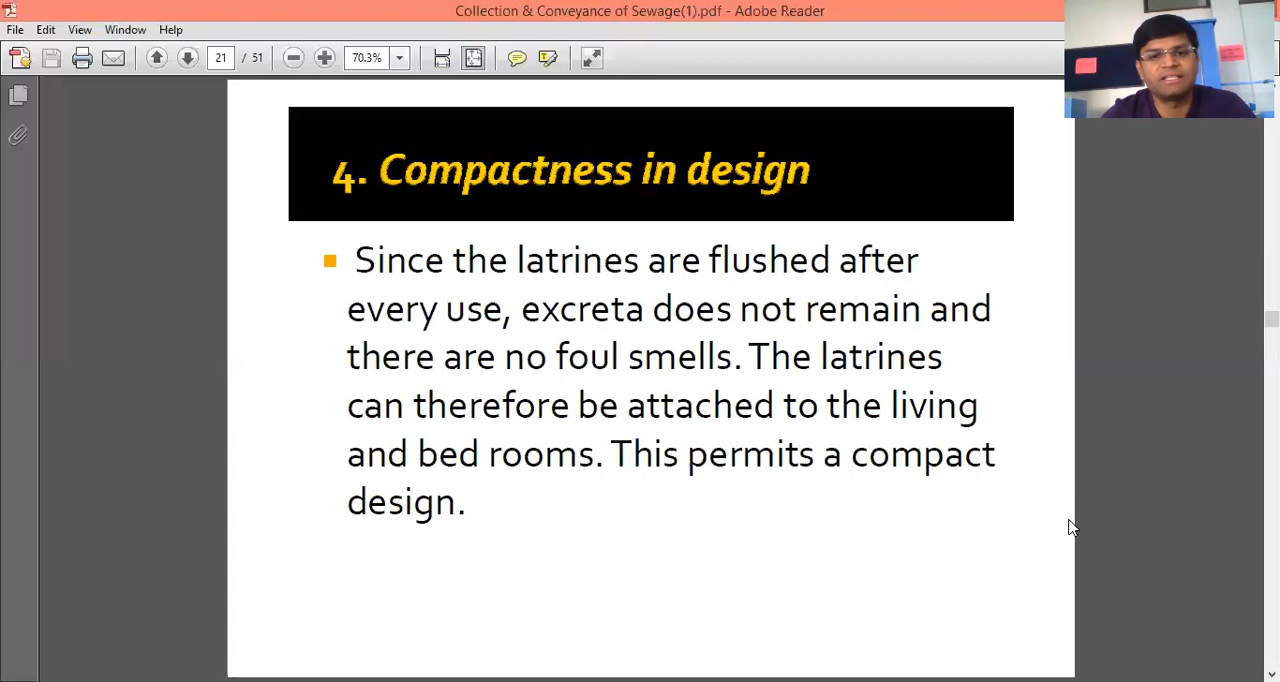 Collection & Conveyance of Sewage(1).pdf - Adobe Reader
File Edit View Window Help
21 / 51 70.3%
4. Compactness in design
Since the latrines are flushed after
every use, excreta does not remain and
there are no foul smells. The latrines
can therefore be attached to the living
and bed rooms. This permits a compact
design.